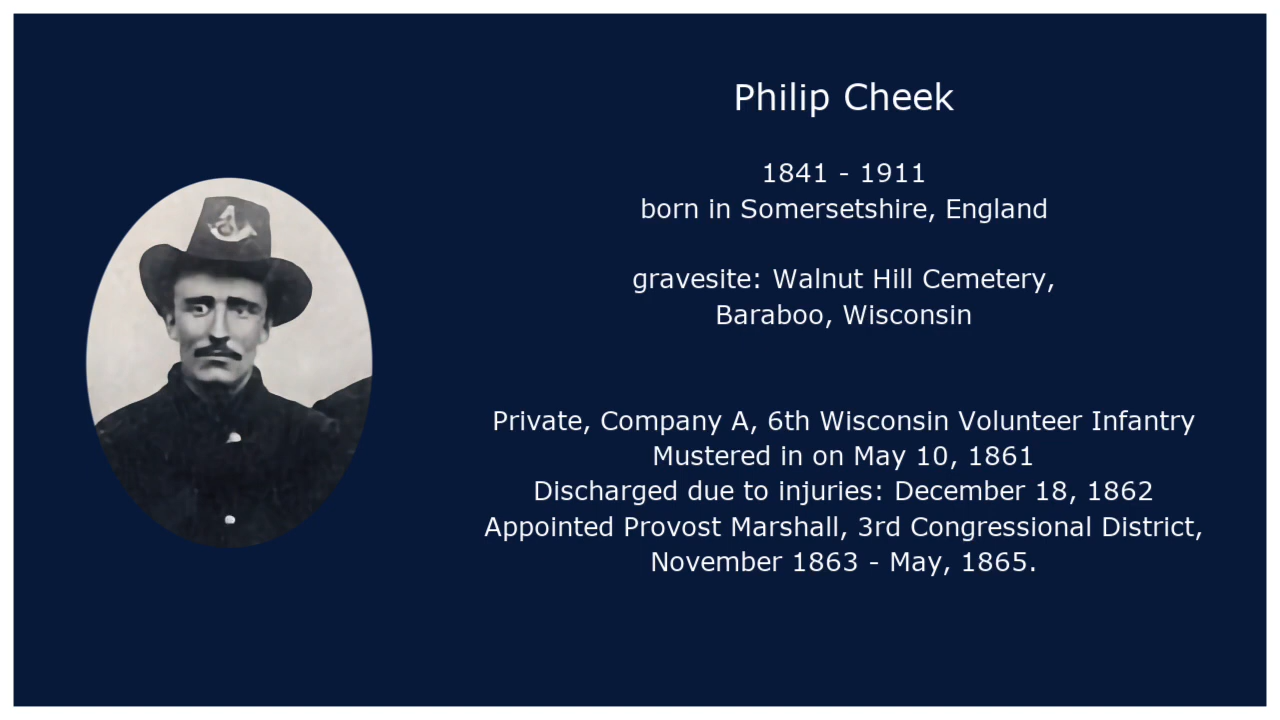 Philip Cheek
1841 - 1911
born in Somersetshire, England
gravesite: Walnut Hill Cemetery,
Baraboo, Wisconsin
Private, Company A, 6th Wisconsin Volunteer Infantry
Mustered in on May 10, 1861
Discharged due to injuries: December 18, 1862
Appointed Provost Marshall, 3rd Congressional District,
November 1863 - May, 1865.